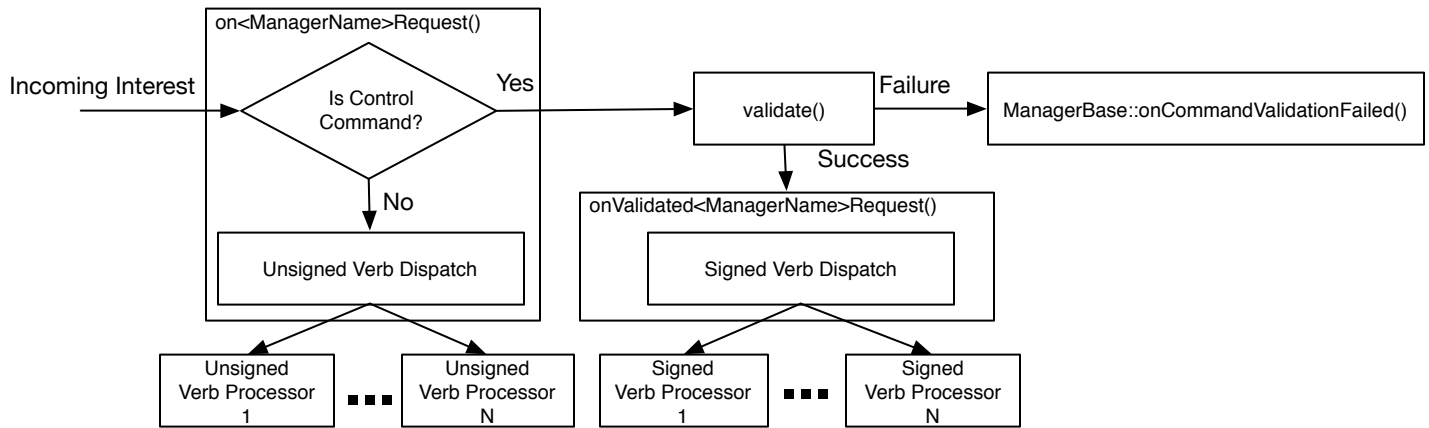 on<ManagerName>Request()
Incoming Interest
Is Control
Command?
Yes
validate()
Failure
ManagerBase::onCommandValidationFailed()
Success
No
onValidated<ManagerName>Request()
Unsigned Verb Dispatch
Signed Verb Dispatch
Unsigned
Verb Processor
1
Unsigned
Verb Processor
N
Signed
Verb Processor
1
Signed
Verb Processor
N